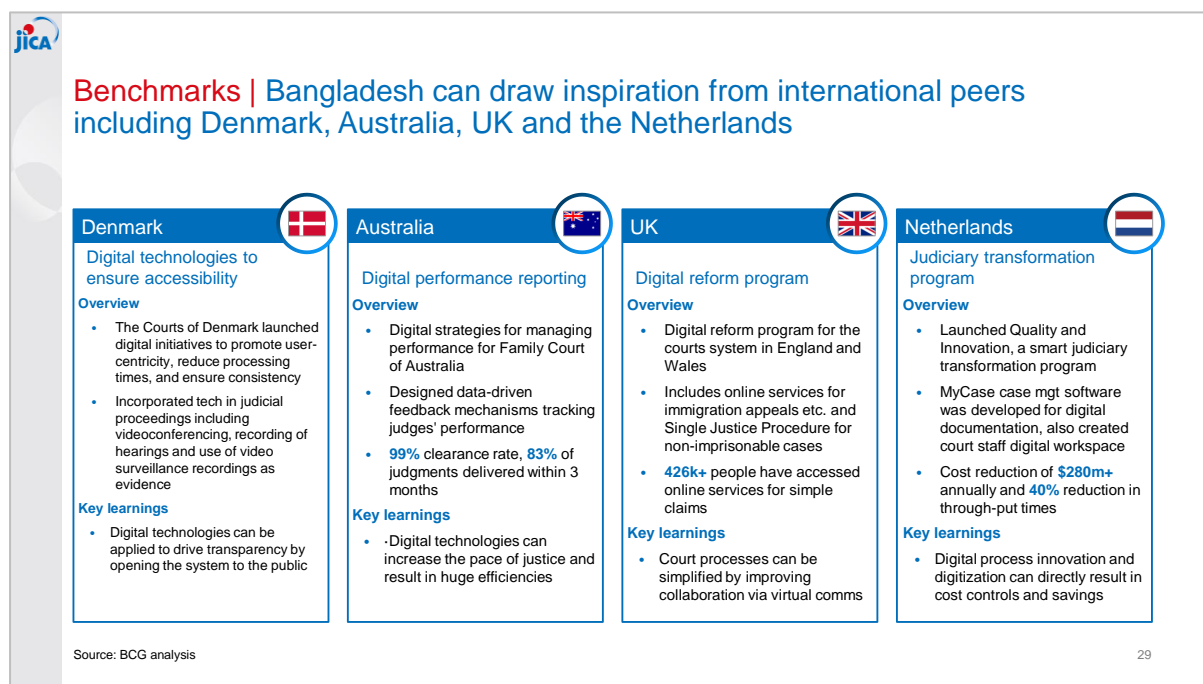 jICA
Benchmarks | Bangladesh can draw inspiration from international peers
including Denmark, Australia, UK and the Netherlands
Denmark
Digital technologies to
ensure accessibility
Overview
• The Courts of Denmark launched
digital initiatives to promote user-
centricity, reduce processing
times, and ensure consistency
• Incorporated tech in judicial
proceedings including
videoconferencing, recording of
hearings and use of video
surveillance recordings as
evidence
Key learnings
• Digital technologies can be
applied to drive transparency by
opening the system to the public
Australia
Digital performance reporting
Overview
• Digital strategies for managing
performance for Family Court
of Australia
• Designed data-driven
feedback mechanisms tracking
judges' performance
• 99% clearance rate, 83% of
judgments delivered within 3
months
Key learnings
• ·Digital technologies can
increase the pace of justice and
result in huge efficiencies
UK
Digital reform program
Overview
• Digital reform program for the
courts system in England and
Wales
• Includes online services for
immigration appeals etc. and
Single Justice Procedure for
non-imprisonable cases
• 426k+ people have accessed
online services for simple
claims
Key learnings
• Court processes can be
simplified by improving
collaboration via virtual comms
Netherlands
Judiciary transformation
program
Overview
• Launched Quality and
Innovation, a smart judiciary
transformation program
• MyCase case mgt software
was developed for digital
documentation, also created
court staff digital workspace
• Cost reduction of $280m+
annually and 40% reduction in
through-put times
Key learnings
• Digital process innovation and
digitization can directly result in
cost controls and savings
Source: BCG analysis
29